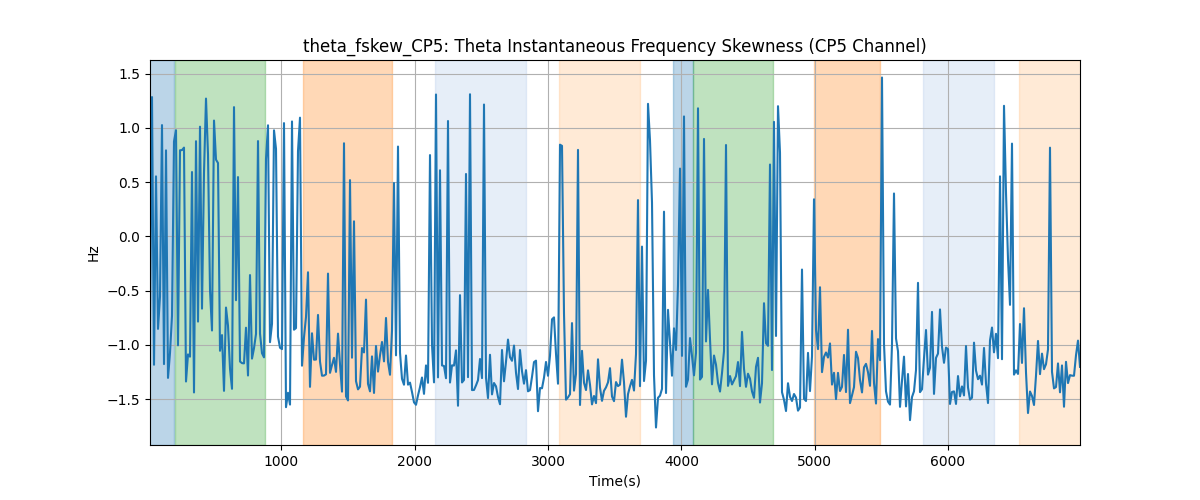 theta_fskew_CP5: Theta Instantaneous Frequency Skewness (CP5 Channel)
1.5
1.0
0.5
0.0
−0.5
−1.0
−1.5
Hz
1000 2000 3000 4000 5000 6000
Time(s)